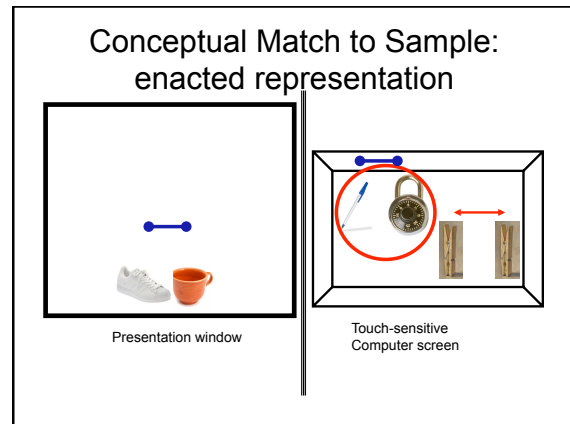 Conceptual Match to Sample:
enacted representation
Presentation window
Touch-sensitive
Computer screen